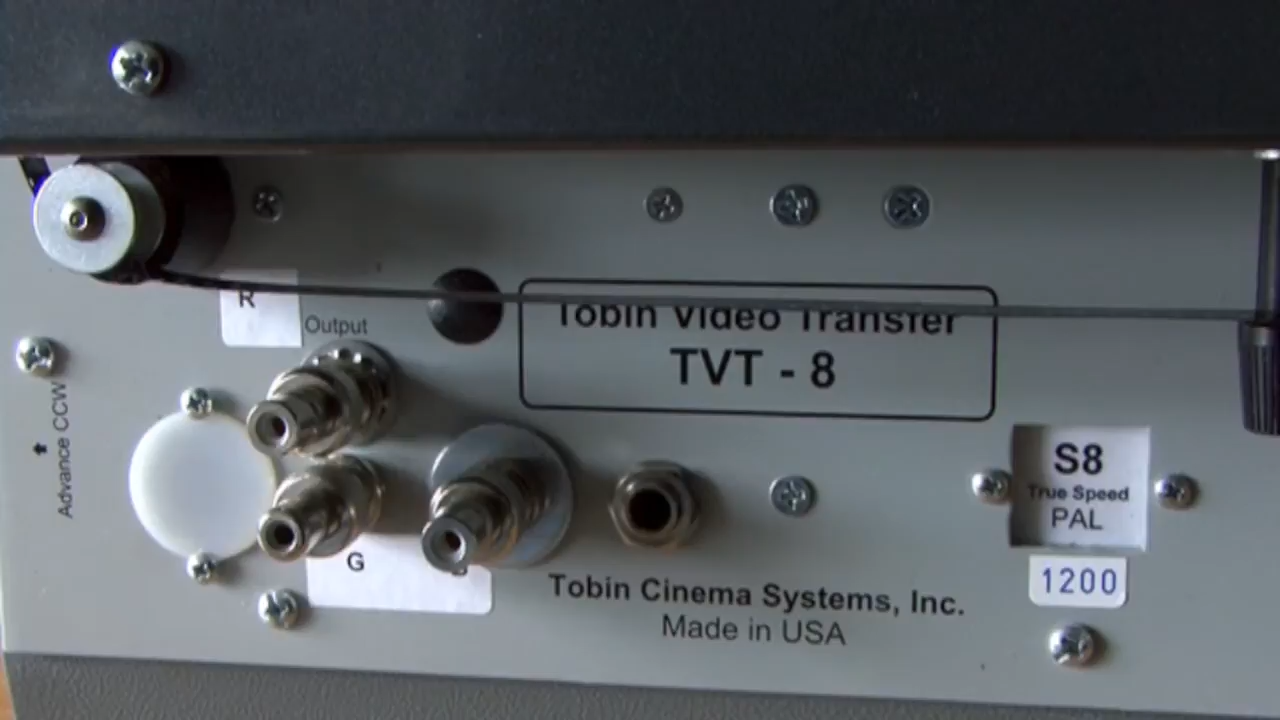 R
Output
Tobin Video Transfer
TVT - 8
Advance CCW
S8
True Speed
PAL
G
1200
Tobin Cinema Systems, Inc.
Made in USA